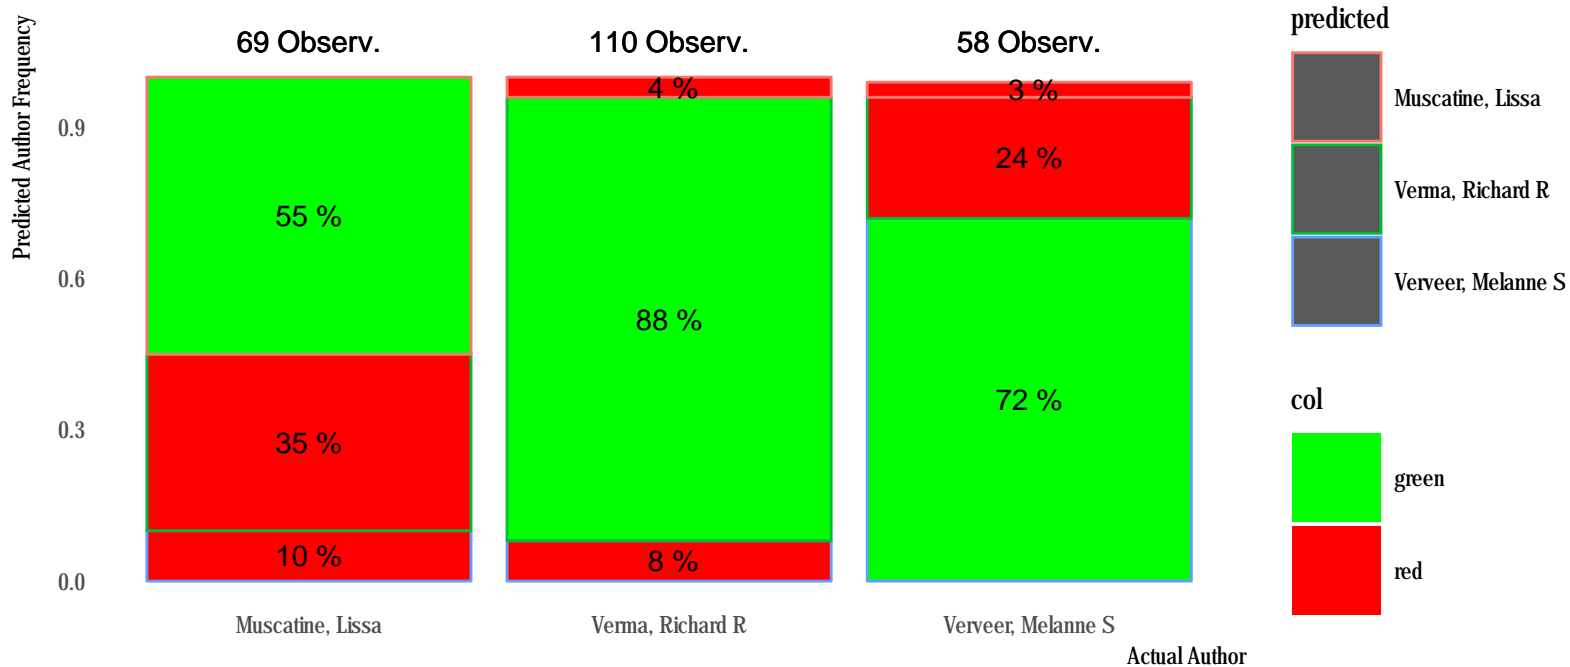 Predicted Author Frequency
69 Observ.
110 Observ.
58 Observ.
0.9
0.6
0.3
0.0
55 %
35 %
10 %
4 %
88 %
8 %
3 %
24 %
72 %
Muscatine, Lissa
Verma, Richard R
Verveer, Melanne S
Actual Author
predicted
Muscatine, Lissa
Verma, Richard R
Verveer, Melanne S
col
green
red